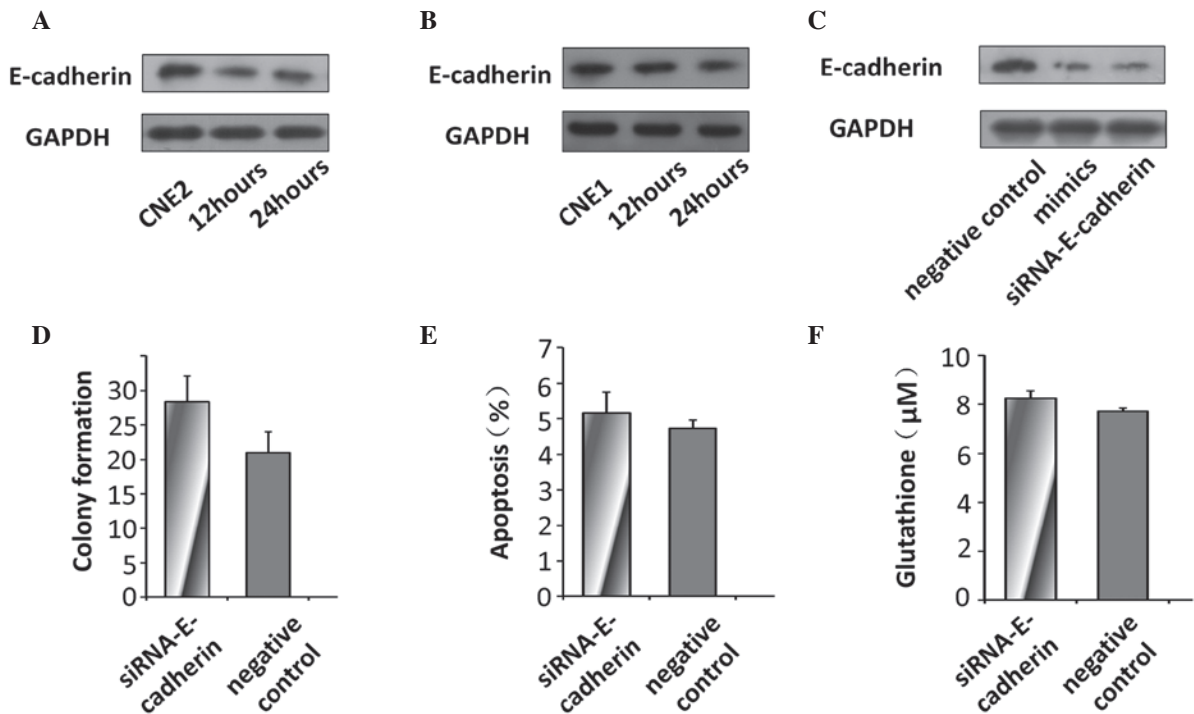 A
E-cadherin
GAPDH
CNE2
12hours
24hours
B
E-cadherin
GAPDH
CNE1
12hours
24hours
C
E-cadherin
GAPDH
negative control
mimics
siRNA-E-cadherin
D
Colony formation
30
25
20
15
10
5
0
siRNA-E-
cadherin
negative
control
E
Apoptosis（%）
7
6
5
4
3
2
1
0
siRNA-E-
cadherin
negative
control
F
Glutathione（μM）
10
8
6
4
2
0
siRNA-E-
cadherin
negative
control